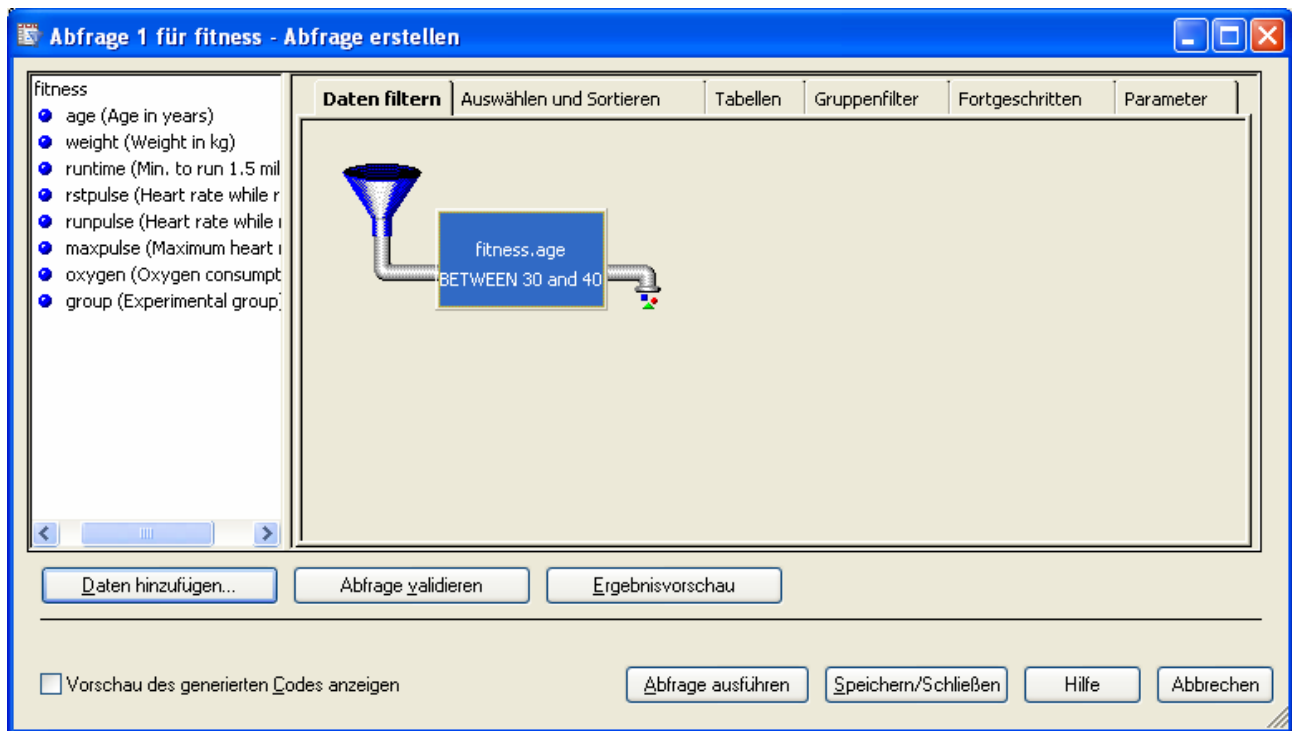 Abfrage 1 für fitness - Abfrage erstellen
fitness
age (Age in years)
weight (Weight in kg)
runtime (Min. to run 1.5 mil
rstpulse (Heart rate while r
runpulse (Heart rate while
maxpulse (Maximum heart
oxygen (Oxygen consumpt
group (Experimental group)
Daten filtern
Auswählen und Sortieren
Tabellen
Gruppenfilter
Fortgeschritten
Parameter
fitness.age
BETWEEN 30 and 40
Daten hinzufügen...
Abfrage validieren
Ergebnisvorschau
Vorschau des generierten Codes anzeigen
Abfrage ausführen
Speichern/Schließen
Hilfe
Abbrechen